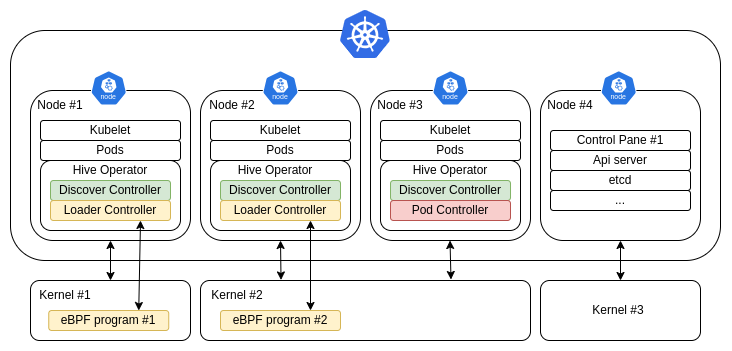 node
node
node
node
Node #1
Kubelet
Pods
Hive Operator
Discover Controller
Loader Controller
Node #2
Kubelet
Pods
Hive Operator
Discover Controller
Loader Controller
Node #3
Kubelet
Pods
Hive Operator
Discover Controller
Pod Controller
Node #4
Control Pane #1
Api server
etcd
...
Kernel #1
eBPF program #1
Kernel #2
eBPF program #2
Kernel #3